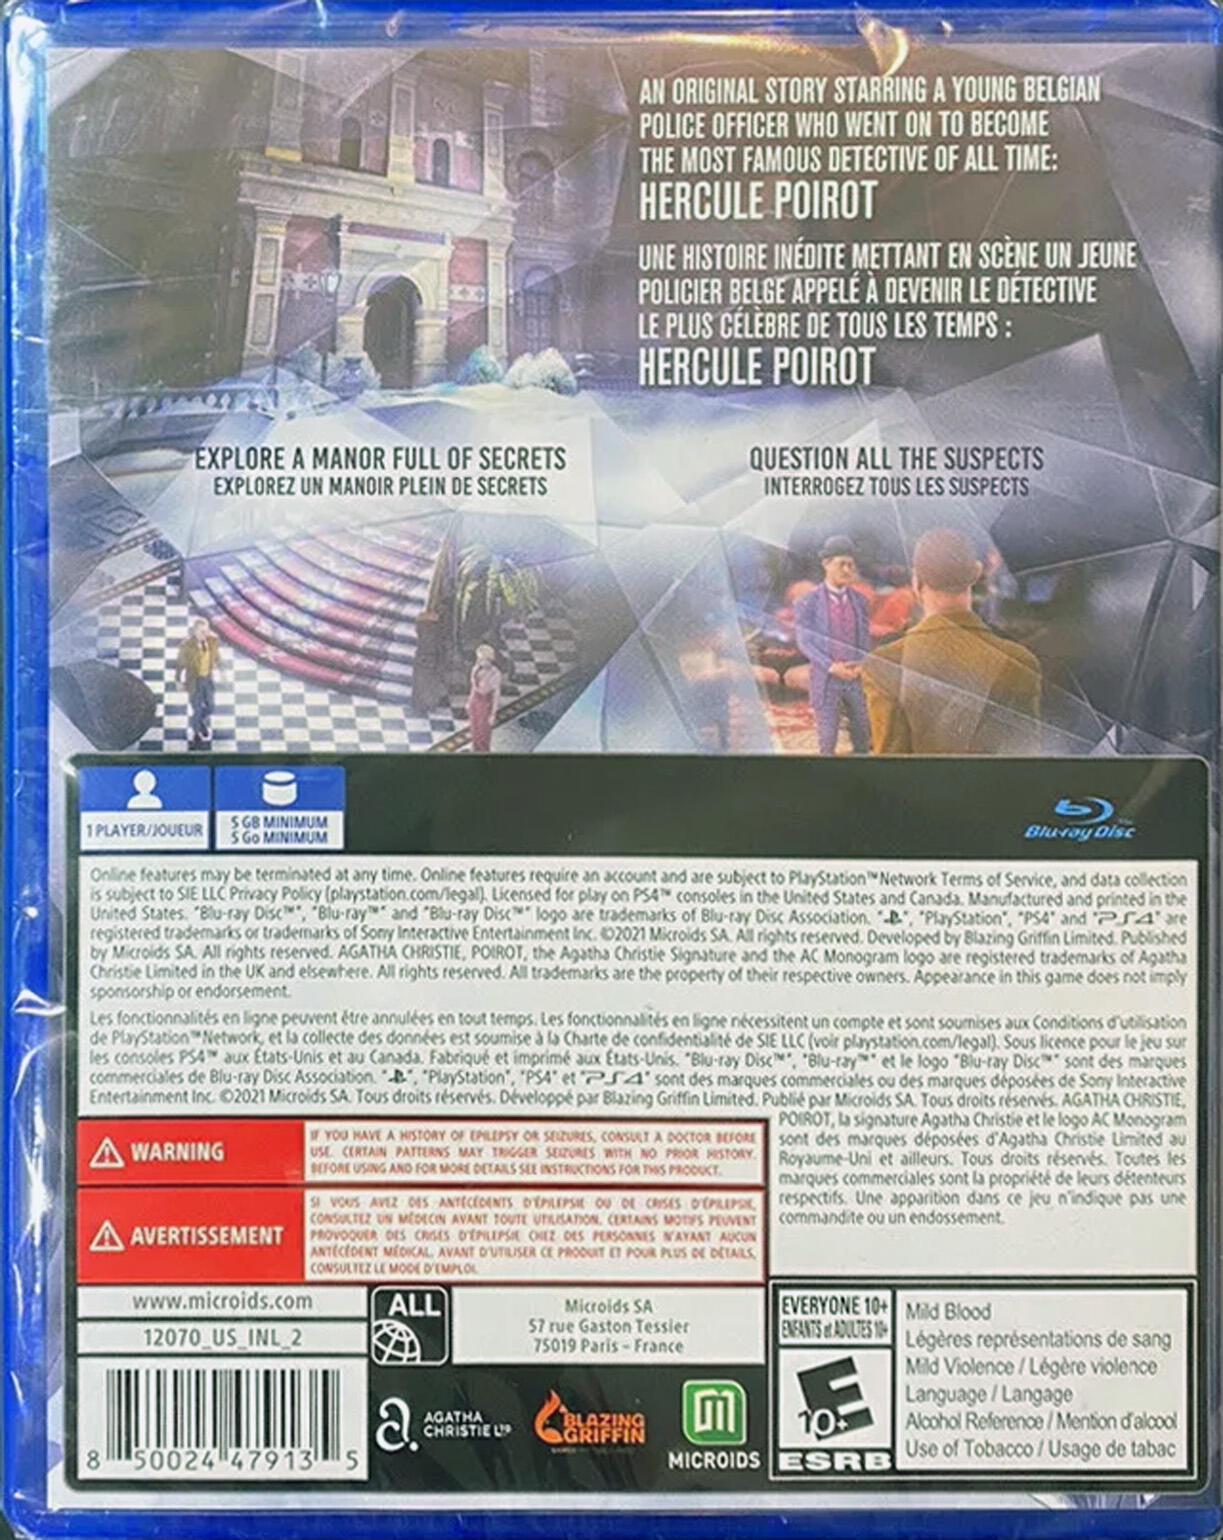 AN ORIGINAL STORY STARRING A YOUNG BELGIAN
POLICE OFFICER WHO WENT ON TO BECOME
THE MOST FAMOUS DETECTIVE OF ALL TIME:
HERCULE POIROT
UNE HISTOIRE INÉDITE METTANT EN SCÈNE UN JEUNE
POLICIER BELGE APPELÉ À DEVENIR LE DÉTECTIVE
LE PLUS CÉLÈBRE DE TOUS LES TEMPS :
HERCULE POIROT
EXPLORE A MANOR FULL OF SECRETS
EXPLOREZ UN MANOIR PLEIN DE SECRETS
QUESTION ALL THE SUSPECTS
INTERROGEZ TOUS LES SUSPECTS
1 PLAYER/JOUEUR
5 GB MINIMUM
5 Go MINIMUM
Blu-ray Disc™
Online features may be terminated at any time. Online features require an account and are subject to PlayStation™Network Terms of Service, and data collection
is subject to SIE LLC Privacy Policy (playstation.com/legal). Licensed for play on PS4™ consoles in the United States and Canada. Manufactured and printed in the
United States. "Blu-ray Disc™", "Blu-ray™" and "Blu-ray Disc™" logo are trademarks of Blu-ray Disc Association. "", "PlayStation", "PS4" and "PS4" are
registered trademarks or trademarks of Sony Interactive Entertainment Inc. ©2021 Microids SA. All rights reserved. Developed by Blazing Griffin Limited. Published
by Microids SA. All rights reserved. AGATHA CHRISTIE, POIROT, the Agatha Christie Signature and the AC Monogram logo are registered trademarks of Agatha
Christie Limited in the UK and elsewhere. All rights reserved. All trademarks are the property of their respective owners. Appearance in this game does not imply
sponsorship or endorsement.
Les fonctionnalités en ligne peuvent être annulées en tout temps. Les fonctionnalités en ligne nécessitent un compte et sont soumises aux Conditions d'utilisation
de PlayStation™Network, et la collecte des données est soumise à la Charte de confidentialité de SIE LLC (voir playstation.com/legal). Sous licence pour le jeu sur
les consoles PS4™ aux États-Unis et au Canada. Fabriqué et imprimé aux États-Unis. "Blu-ray Disc™", "Blu-ray™" et le logo "Blu-ray Disc™" sont des marques
commerciales de Blu-ray Disc Association. "", "PlayStation", "PS4" et "PS4" sont des marques commerciales ou des marques déposées de Sony Interactive
Entertainment Inc. ©2021 Microids SA. Tous droits réservés. Développé par Blazing Griffin Limited. Publié par Microids SA. Tous droits réservés. AGATHA CHRISTIE,
POIROT, la signature Agatha Christie et le logo AC Monogram
sont des marques déposées d'Agatha Christie Limited au
Royaume-Uni et ailleurs. Tous droits réservés. Toutes les
marques commerciales sont la propriété de leurs détenteurs
respectifs. Une apparition dans ce jeu n'indique pas une
commandite ou un endossement.
WARNING
IF YOU HAVE A HISTORY OF EPILEPSY OR SEIZURES, CONSULT A DOCTOR BEFORE
USE. CERTAIN PATTERNS MAY TRIGGER SEIZURES WITH NO PRIOR HISTORY.
BEFORE USING AND FOR MORE DETAILS SEE INSTRUCTIONS FOR THIS PRODUCT.
AVERTISSEMENT
SI VOUS AVEZ DES ANTÉCÉDENTS D'ÉPILEPSIE OU DE CRISES D'ÉPILEPSIE,
CONSULTEZ UN MÉDECIN AVANT TOUTE UTILISATION. CERTAINS MOTIFS PEUVENT
PROVOQUER DES CRISES D'ÉPILEPSIE CHEZ DES PERSONNES N'AYANT AUCUN
ANTÉCÉDENT MÉDICAL. AVANT D'UTILISER CE PRODUIT ET POUR PLUS DE DÉTAILS,
CONSULTEZ LE MODE D'EMPLOI.
www.microids.com
12070_US_INL_2
ALL
Microids SA
57 rue Gaston Tessier
75019 Paris - France
8 50024 47913 5
AGATHA
CHRISTIE LTD
BLAZING
GRIFFIN
MICROIDS
EVERYONE 10+
ENFANTS et ADULTES 10+
E
10+
ESRB
Mild Blood
Légères représentations de sang
Mild Violence / Légère violence
Language / Langage
Alcohol Reference / Mention d'alcool
Use of Tobacco / Usage de tabac